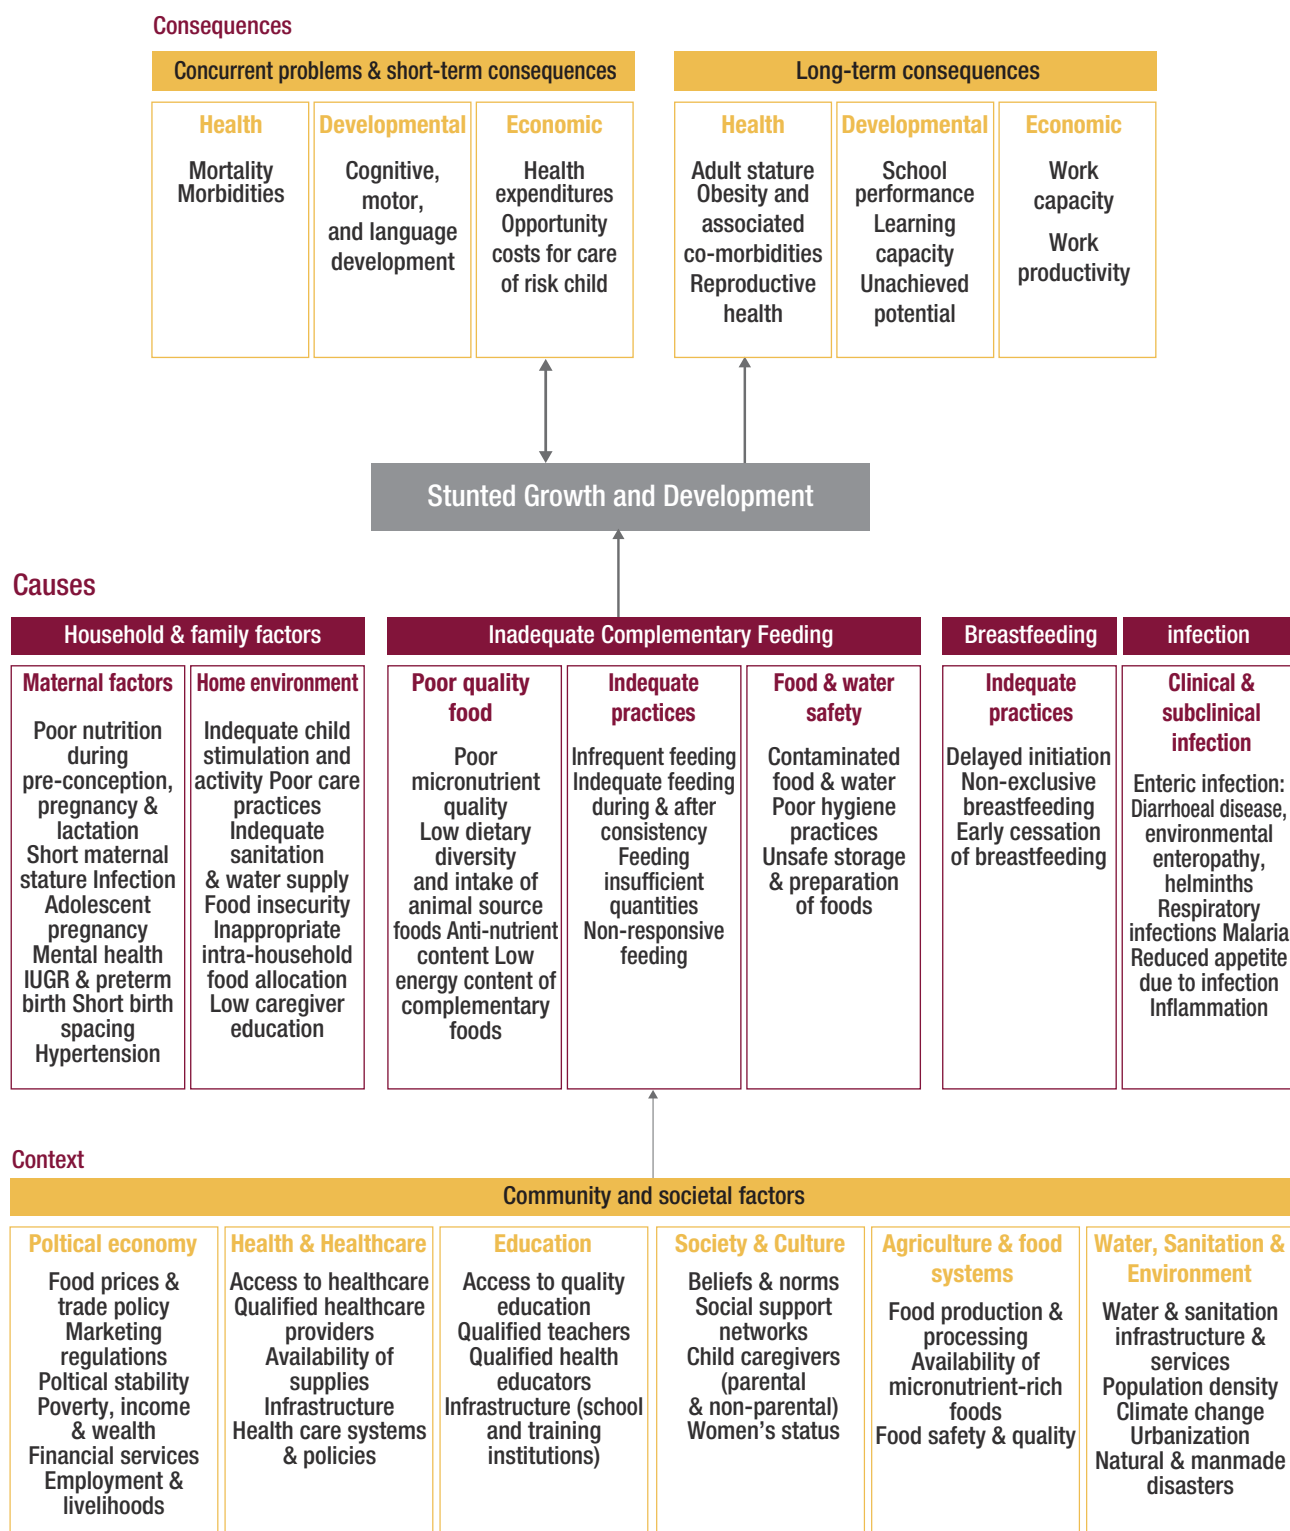 Consequences
Concurrent problems & short-term consequences
Health
Mortality
Morbidities
Developmental
Cognitive,
motor,
and language
development
Economic
Health
expenditures
Opportunity
costs for care
of risk child
Long-term consequences
Health
Adult stature
Obesity and
associated
co-morbidities
Reproductive
health
Developmental
School
performance
Learning
capacity
Unachieved
potential
Economic
Work
capacity
Work
productivity
Stunted Growth and Development
Causes
Household & family factors
Maternal factors
Poor nutrition
during
pre-conception,
pregnancy &
lactation
Short maternal
stature Infection
Adolescent
pregnancy
Mental health
IUGR & preterm
birth Short birth
spacing
Hypertension
Home environment
Indequate child
stimulation and
activity Poor care
practices
Indequate
sanitation
& water supply
Food insecurity
Inappropriate
intra-household
food allocation
Low caregiver
education
Inadequate Complementary Feeding
Poor quality
food
Poor
micronutrient
quality
Low dietary
diversity
and intake of
animal source
foods Anti-nutrient
content Low
energy content of
complementary
foods
Indequate
practices
Infrequent feeding
Indequate feeding
during & after
consistency
Feeding
insufficient
quantities
Non-responsive
feeding
Food & water
safety
Contaminated
food & water
Poor hygiene
practices
Unsafe storage
& preparation
of foods
Breastfeeding
Indequate
practices
Delayed initiation
Non-exclusive
breastfeeding
Early cessation
of breastfeeding
infection
Clinical &
subclinical
infection
Enteric infection:
Diarrhoeal disease,
environmental
enteropathy,
helminths
Respiratory
infections Malaria
Reduced appetite
due to infection
Inflammation
Context
Community and societal factors
Poltical economy
Food prices &
trade policy
Marketing
regulations
Poltical stability
Poverty, income
& wealth
Financial services
Employment &
livelihoods
Health & Healthcare
Access to healthcare
Qualified healthcare
providers
Availability of
supplies
Infrastructure
Health care systems
& policies
Education
Access to quality
education
Qualified teachers
Qualified health
educators
Infrastructure (school
and training
institutions)
Society & Culture
Beliefs & norms
Social support
networks
Child caregivers
(parental
& non-parental)
Women's status
Agriculture & food
systems
Food production &
processing
Availability of
micronutrient-rich
foods
Food safety & quality
Water, Sanitation &
Environment
Water & sanitation
infrastructure &
services
Population density
Climate change
Urbanization
Natural & manmade
disasters